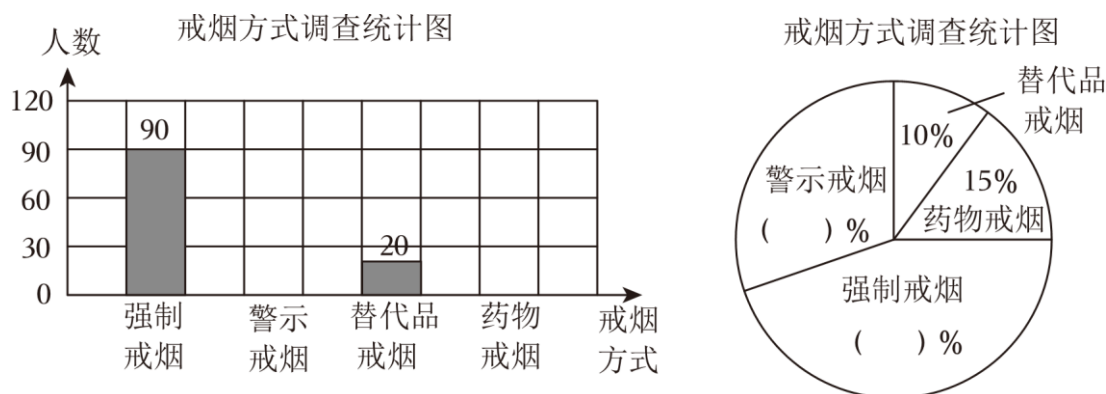 戒烟方式调查统计图
人数
120
90
60
30
0
90
20
强制
戒烟
警示
戒烟
替代品
戒烟
药物
戒烟
戒烟
方式
戒烟方式调查统计图
替代品
戒烟
10%
15%
药物戒烟
警示戒烟
( )%
强制戒烟
( )%